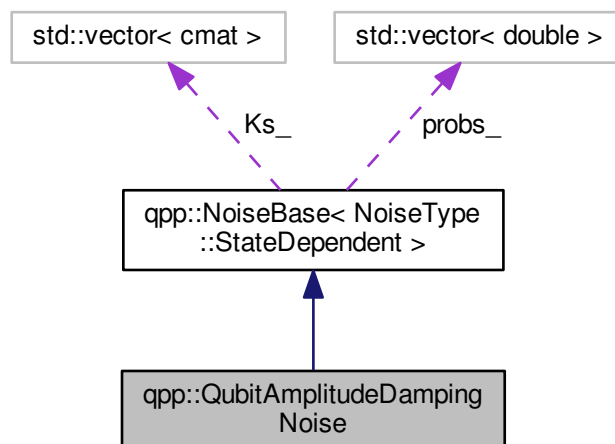 std::vector< cmat >
std::vector< double >
Ks_
probs_
qpp::NoiseBase< NoiseType
::StateDependent >
qpp::QubitAmplitudeDamping
Noise